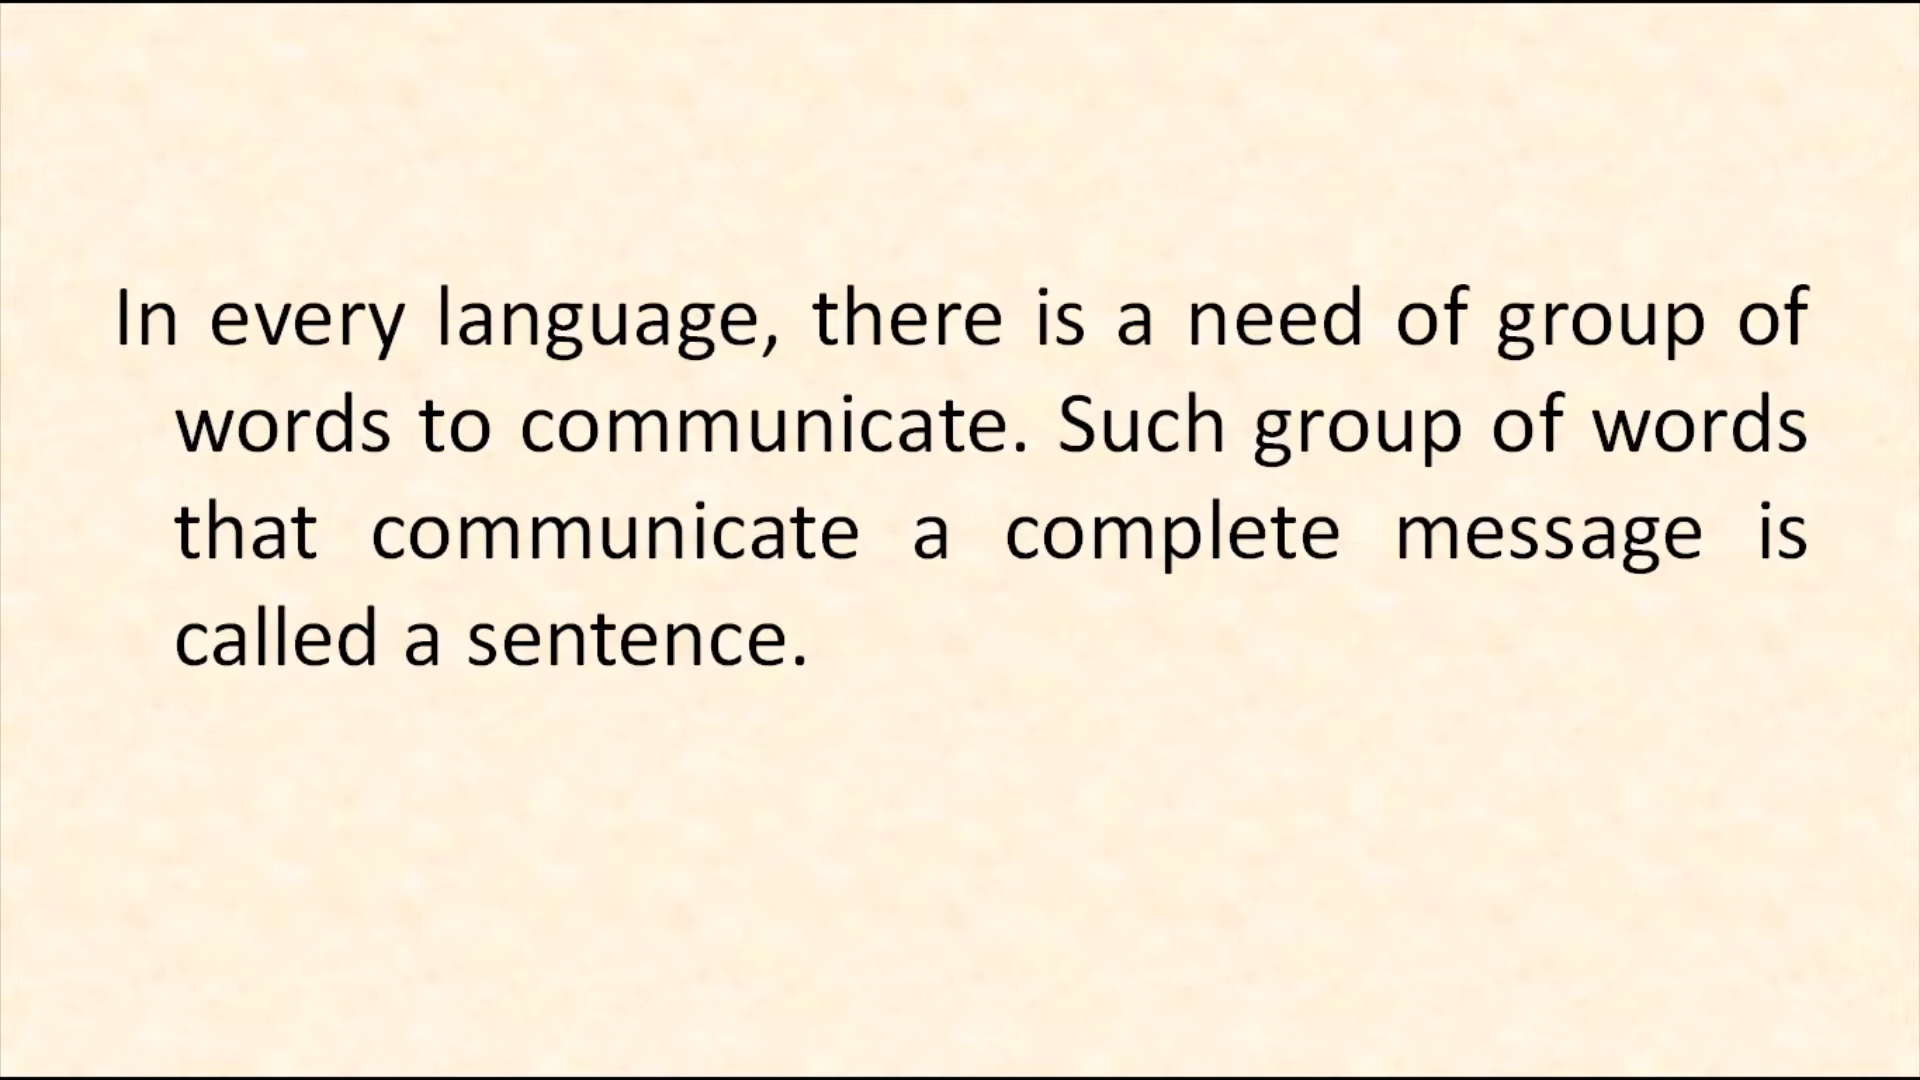 In every language, there is a need of group of
words to communicate. Such group of words
that communicate a complete message is
called a sentence.